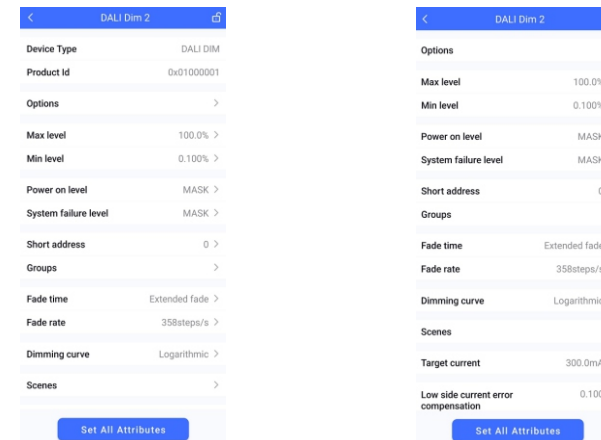 DALI Dim 2
Device Type DALI DIM
Product Id 0x01000001
Options
Max level 100.0%
Min level 0.100%
Power on level MASK
System failure level MASK
Short address 0
Groups
Fade time Extended fade
Fade rate 358steps/s
Dimming curve Logarithmic
Scenes
Set All Attributes
DALI Dim 2
Options
Max level 100.0%
Min level 0.100%
Power on level MASK
System failure level MASK
Short address
Groups
Fade time Extended fade
Fade rate 358steps/s
Dimming curve Logarithmic
Scenes
Target current 300.0mA
Low side current error 0.100
compensation
Set All Attributes